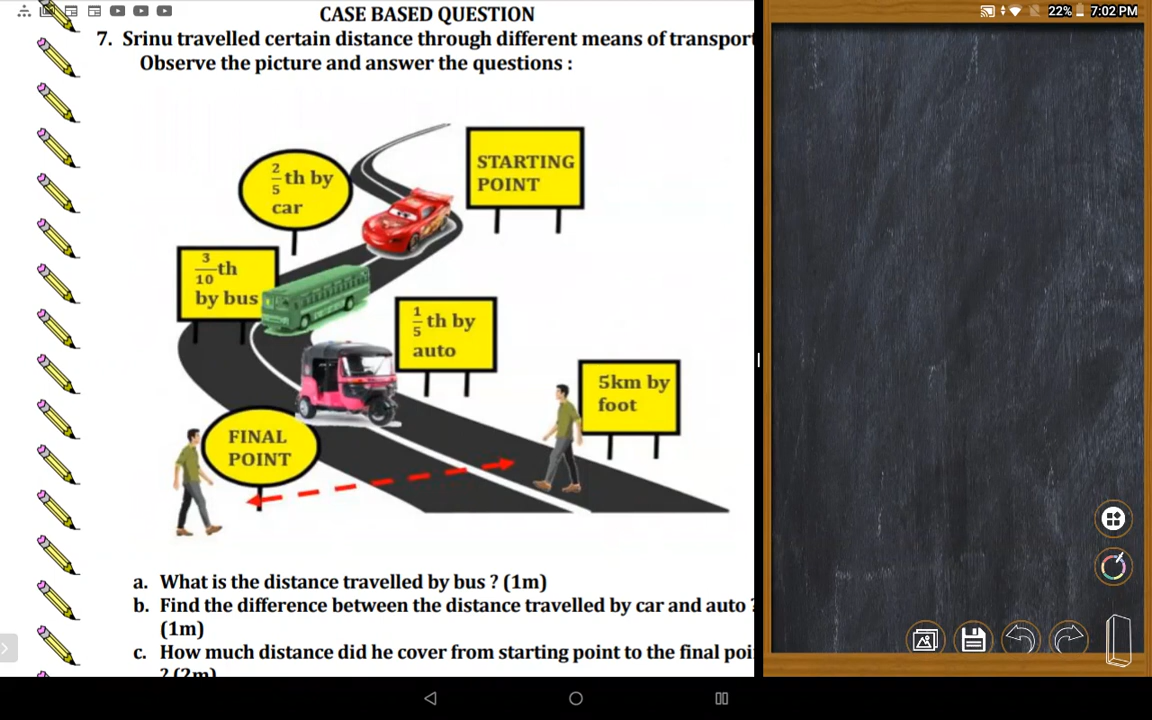 22% 7:02 PM
CASE BASED QUESTION
7. Srinu travelled certain distance through different means of transport
Observe the picture and answer the questions :
STARTING
POINT
2/5 th by
car
3/10 th
by bus
1/5 th by
auto
5km by
foot
FINAL
POINT
a. What is the distance travelled by bus ? (1m)
b. Find the difference between the distance travelled by car and auto ?
(1m)
c. How much distance did he cover from starting point to the final poi
? (2m)